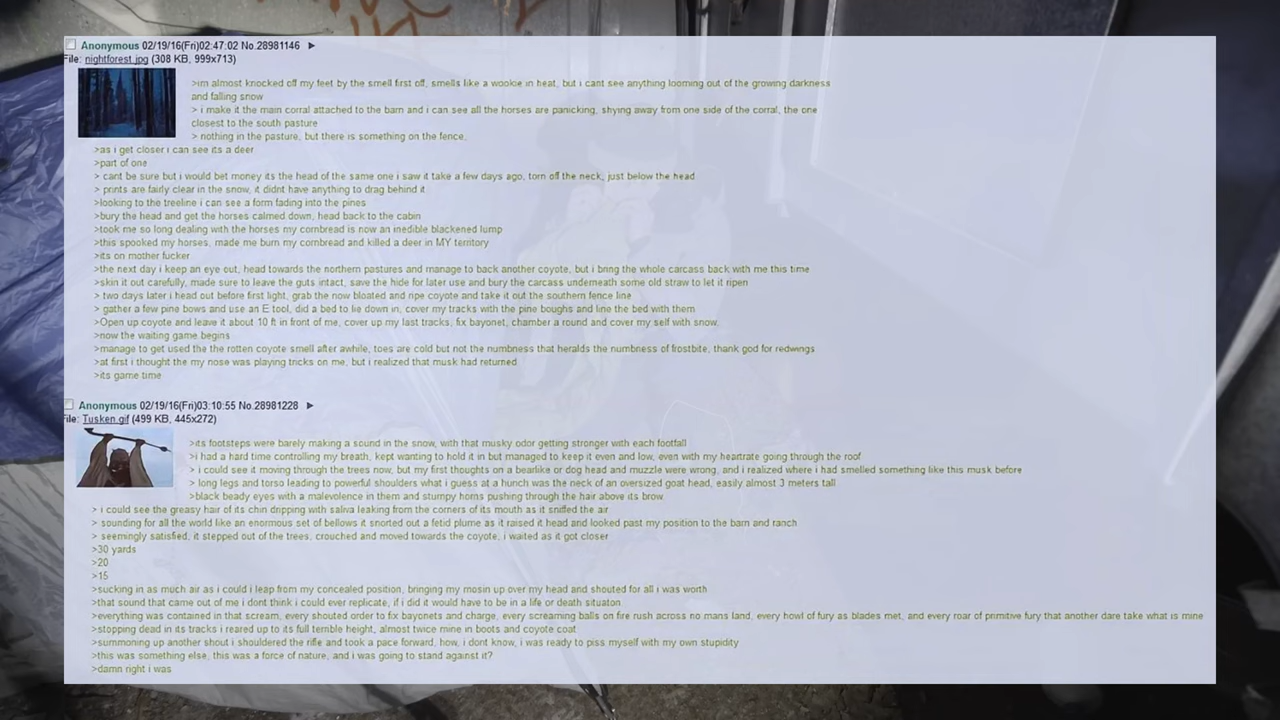 Anonymous 02/19/16(Fri)02:47:02 No.28981146 ►
File: nightforest.jpg (308 KB, 999x713)
>im almost knocked off my feet by the smell first off, smells like a wookie in heat, but i cant see anything looming out of the growing darkness
and falling snow
> i make it the main corral attached to the barn and i can see all the horses are panicking, shying away from one side of the corral, the one
closest to the south pasture
> nothing in the pasture, but there is something on the fence,
>as i get closer i can see its a deer
>part of one
> cant be sure but i would bet money its the head of the same one i saw it take a few days ago, torn off the neck, just below the head
> prints are fairly clear in the snow, it didnt have anything to drag behind it
>looking to the treeline i can see a form fading into the pines
>bury the head and get the horses calmed down, head back to the cabin
>took me so long dealing with the horses my cornbread is now an inedible blackened lump
>this spooked my horses, made me burn my cornbread and killed a deer in MY territory
>its on mother fucker
>the next day i keep an eye out, head towards the northern pastures and manage to back another coyote, but i bring the whole carcass back with me this time
>skin it out carefully, made sure to leave the guts intact, save the hide for later use and bury the carcass underneath some old straw to let it ripen
> two days later i head out before first light, grab the now bloated and ripe coyote and take it out the southern fence line
> gather a few pine bows and use an E tool, did a bed to lie down in, cover my tracks with the pine boughs and line the bed with them
>Open up coyote and leave it about 10 ft in front of me, cover up my last tracks, fix bayonet, chamber a round and cover my self with snow.
>now the waiting game begins
>manage to get used the the rotten coyote smell after awhile, toes are cold but not the numbness that heralds the numbness of frostbite, thank god for redwings
>at first i thought the my nose was playing tricks on me, but i realized that musk had returned
>its game time
Anonymous 02/19/16(Fri)03:10:55 No.28981228 ►
File: Tusken.gif (499 KB, 445x272)
>its footsteps were barely making a sound in the snow, with that musky odor getting stronger with each footfall
>i had a hard time controlling my breath, kept wanting to hold it in but managed to keep it even and low, even with my heartrate going through the roof
> i could see it moving through the trees now, but my first thoughts on a bearlike or dog head and muzzle were wrong, and i realized where i had smelled something like this musk before
> long legs and torso leading to powerful shoulders what i guess at a hunch was the neck of an oversized goat head, easily almost 3 meters tall
>black beady eyes with a malevolence in them and stumpy horns pushing through the hair above its brow
> i could see the greasy hair of its chin dripping with saliva leaking from the corners of its mouth as it sniffed the air
> sounding for all the world like an enormous set of bellows it snorted out a fetid plume as it raised it head and looked past my position to the barn and ranch
> seemingly satisfied, it stepped out of the trees, crouched and moved towards the coyote, i waited as it got closer
>30 yards
>20
>15
>sucking in as much air as i could i leap from my concealed position, bringing my mosin up over my head and shouted for all i was worth
>that sound that came out of me i dont think i could ever replicate, if i did it would have to be in a life or death situaton
>everything was contained in that scream, every shouted order to fix bayonets and charge, every screaming balls on fire rush across no mans land, every howl of fury as blades met, and every roar of primitive fury that another dare take what is mine
>stopping dead in its tracks i reared up to its full terrible height, almost twice mine in boots and coyote coat
>summoning up another shout i shouldered the rifle and took a pace forward, how, i dont know, i was ready to piss myself with my own stupidity
>this was something else, this was a force of nature, and i was going to stand against it?
>damn right i was